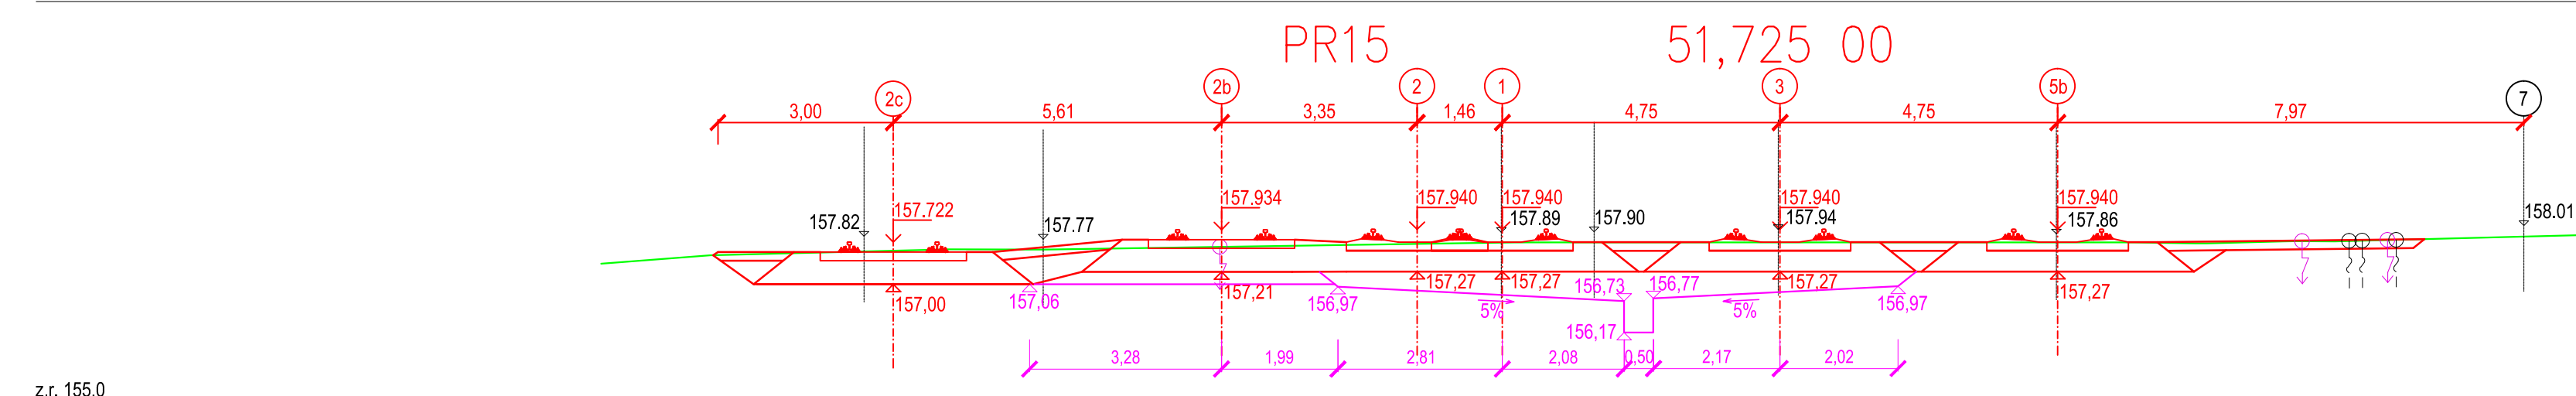 PR15 51,725 00
2c 2b 2 1 3 5b 7
3,00 5,61 3,35 1,46 4,75 4,75 7,97
157.82 157.722 157.77 157.934 157.940 157.940 157.89 157.90 157.940 157.94 157.940 157.86 158.01
157,00 157,06 157,21 156,97 157,27 157,27 156,73 156,77 157,27 156,97 157,27
5% 5%
156,17
3,28 1,99 2,81 2,08 0,50 2,17 2,02
z.r. 155.0